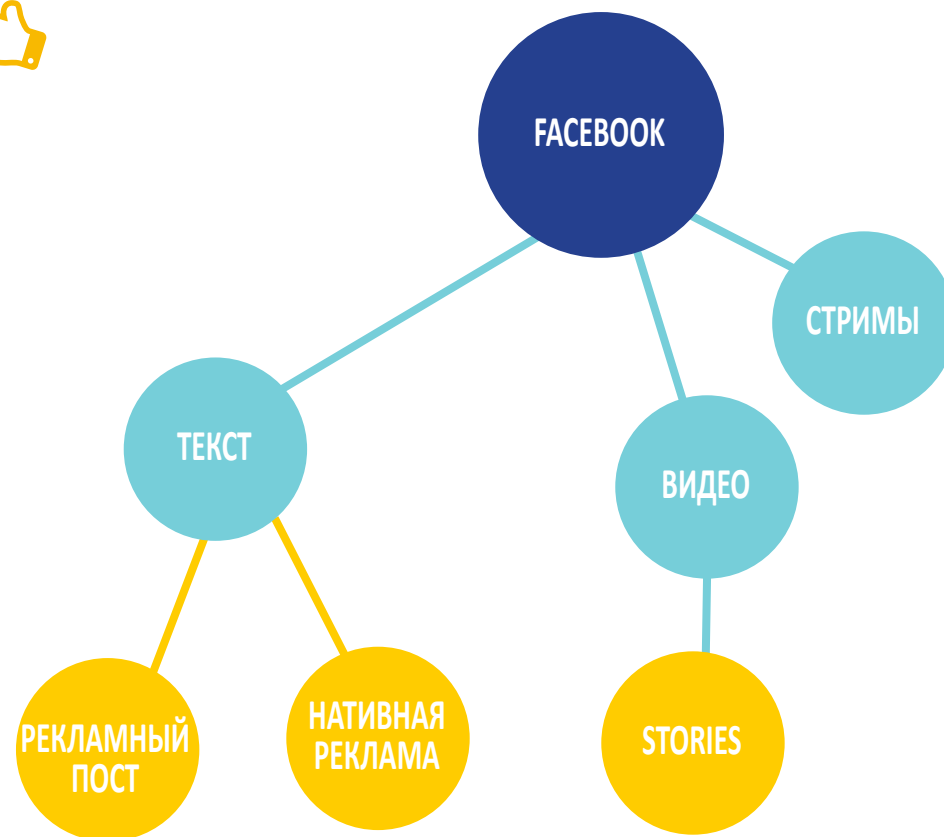 FACEBOOK
СТРИМЫ
ТЕКСТ
ВИДЕО
РЕКЛАМНЫЙ
ПОСТ
НАТИВНАЯ
РЕКЛАМА
STORIES